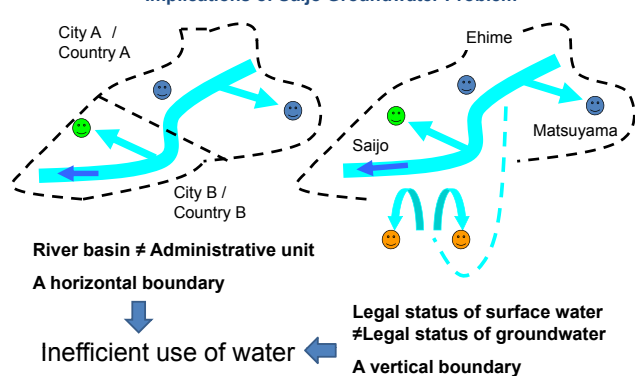 Implications of Saijo Groundwater Problem
City A /
Country A
City B /
Country B
Ehime
Saijo
Matsuyama
River basin ≠ Administrative unit
A horizontal boundary
Legal status of surface water
≠Legal status of groundwater
A vertical boundary
Inefficient use of water